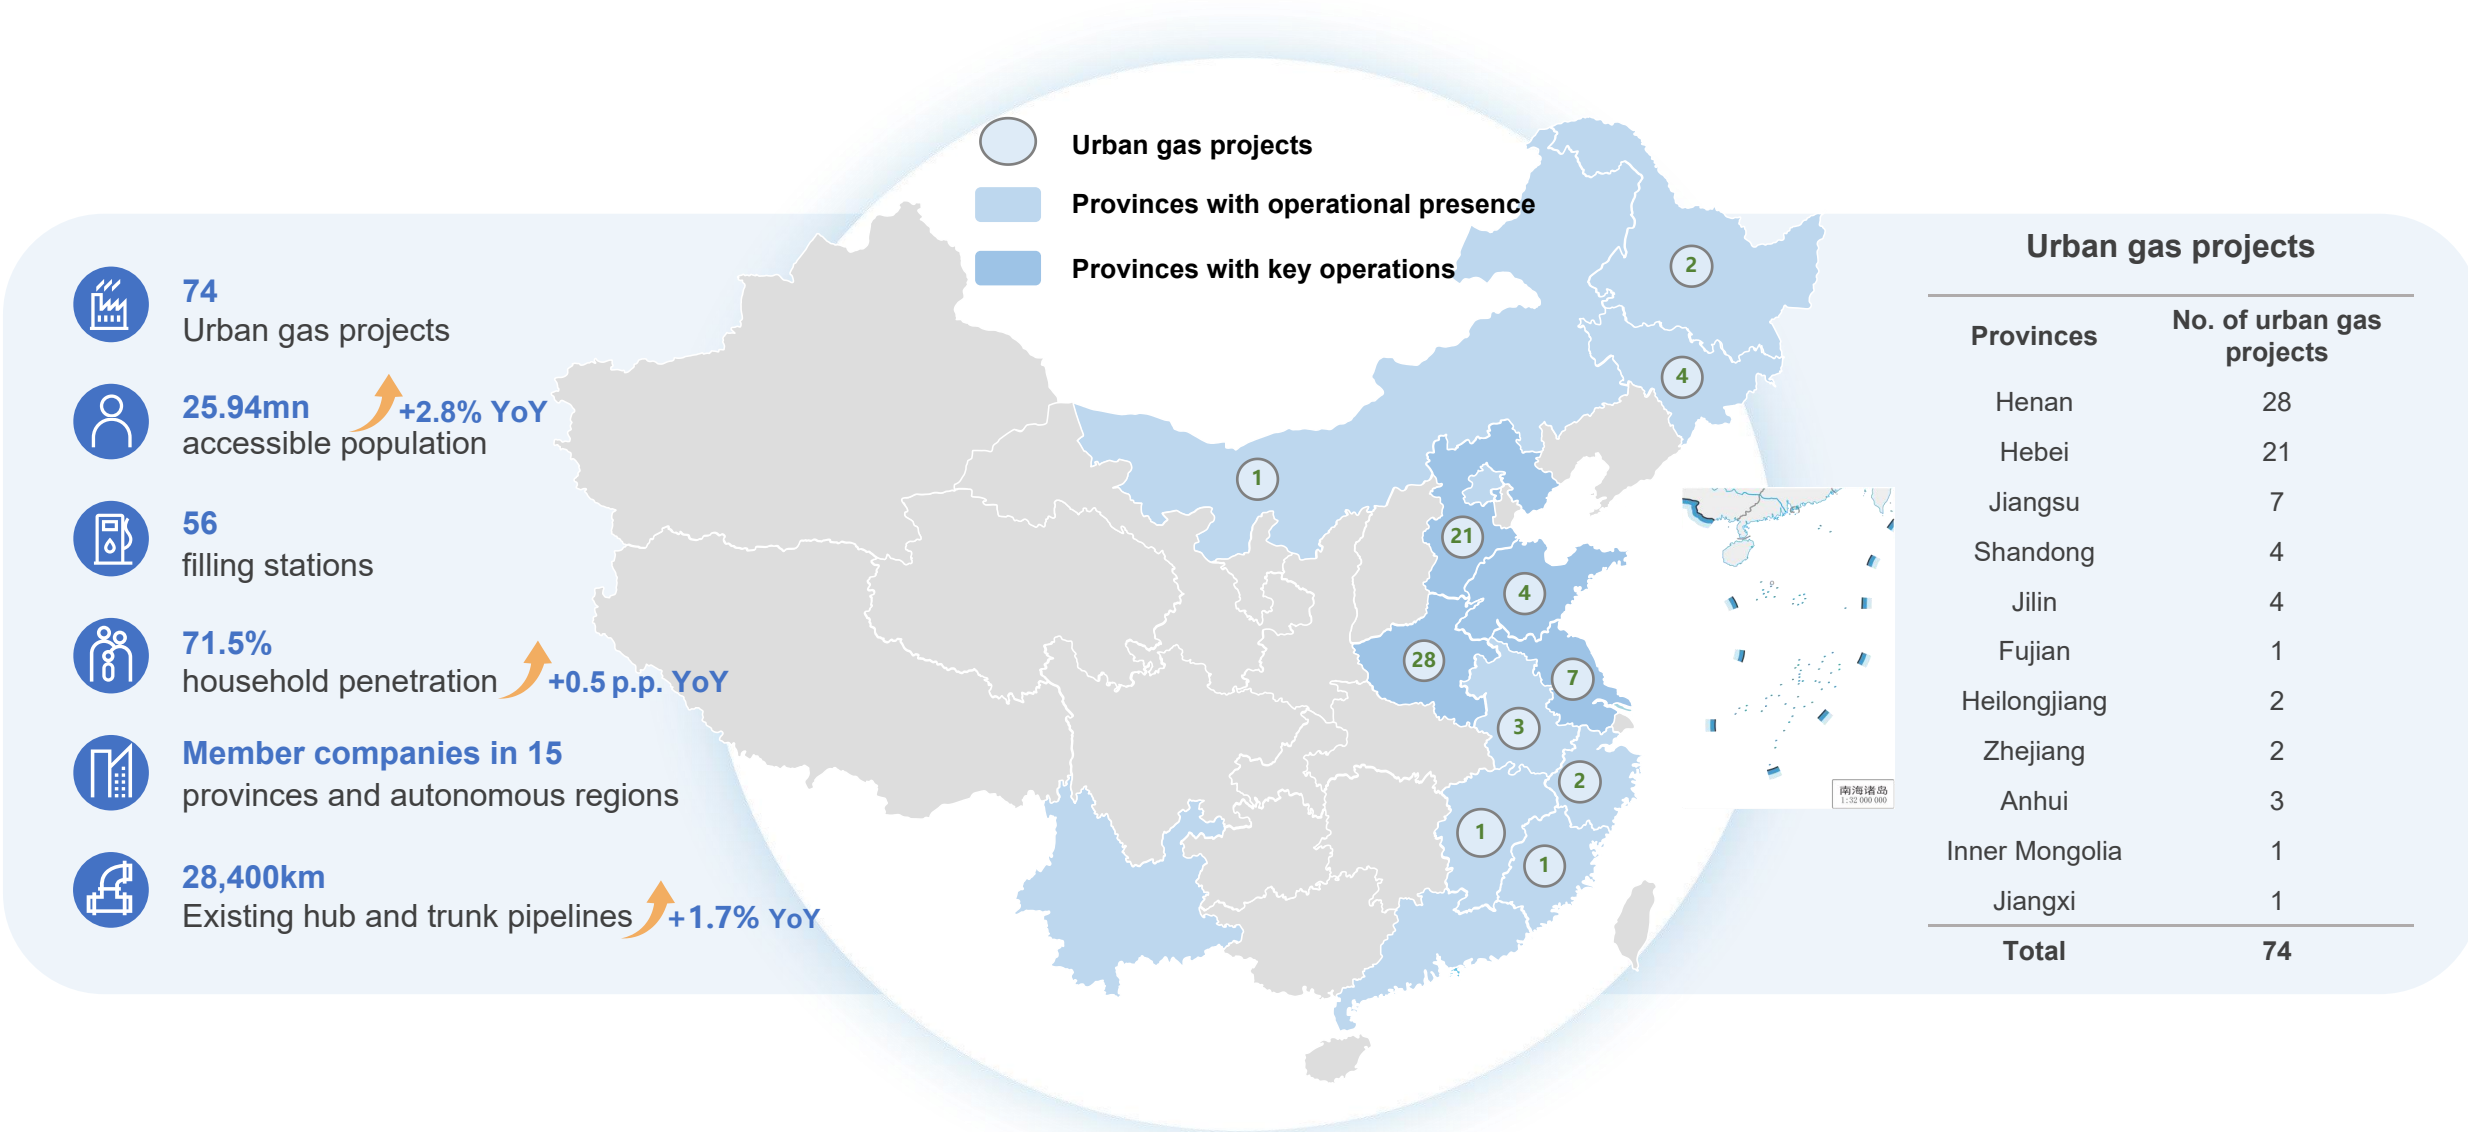 74
Urban gas projects
25.94mn
+2.8% YoY
accessible population
56
filling stations
71.5%
household penetration
+0.5 p.p. YoY
Member companies in 15
provinces and autonomous regions
28,400km
Existing hub and trunk pipelines
+1.7% YoY
Urban gas projects
Provinces with operational presence
Provinces with key operations
2
4
1
21
4
28
7
3
2
1
1
南海诸岛
1:32 000 000
Urban gas projects
Provinces No. of urban gas projects
Henan 28
Hebei 21
Jiangsu 7
Shandong 4
Jilin 4
Fujian 1
Heilongjiang 2
Zhejiang 2
Anhui 3
Inner Mongolia 1
Jiangxi 1
Total 74